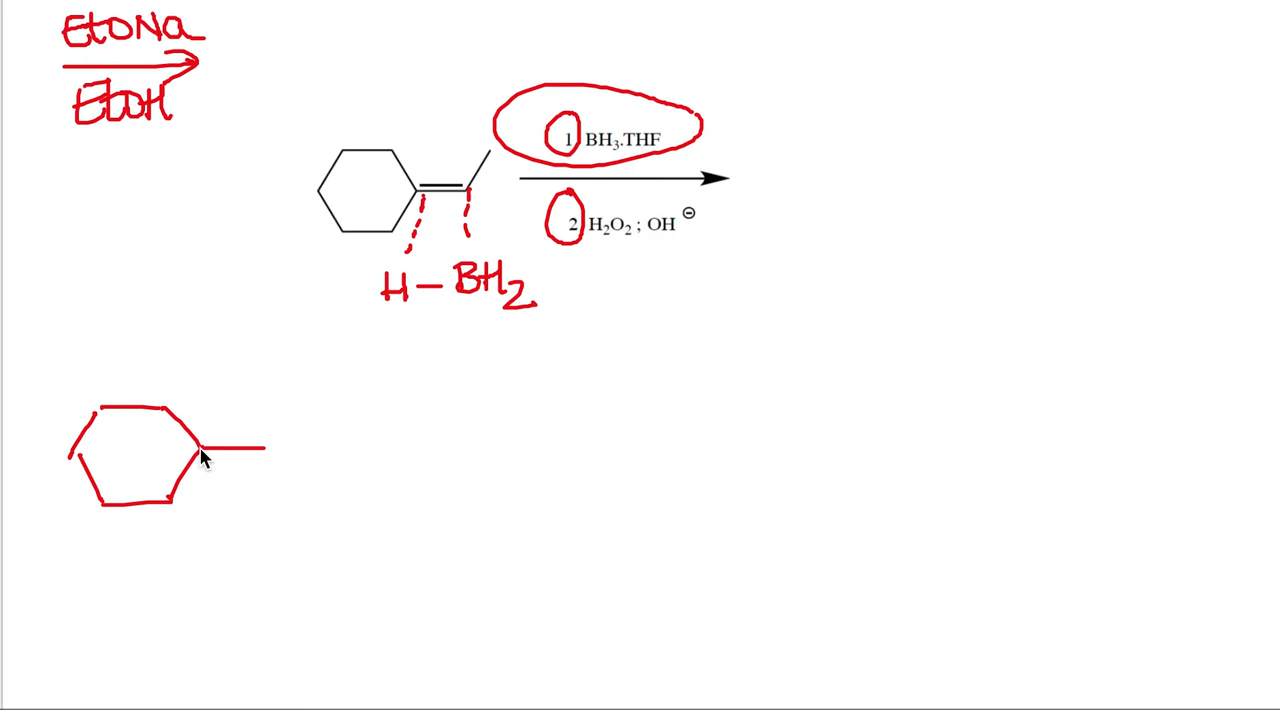 EtONa
EtOH
1) BH₃.THF
2) H₂O₂ ; OH ⊖
H – BH₂